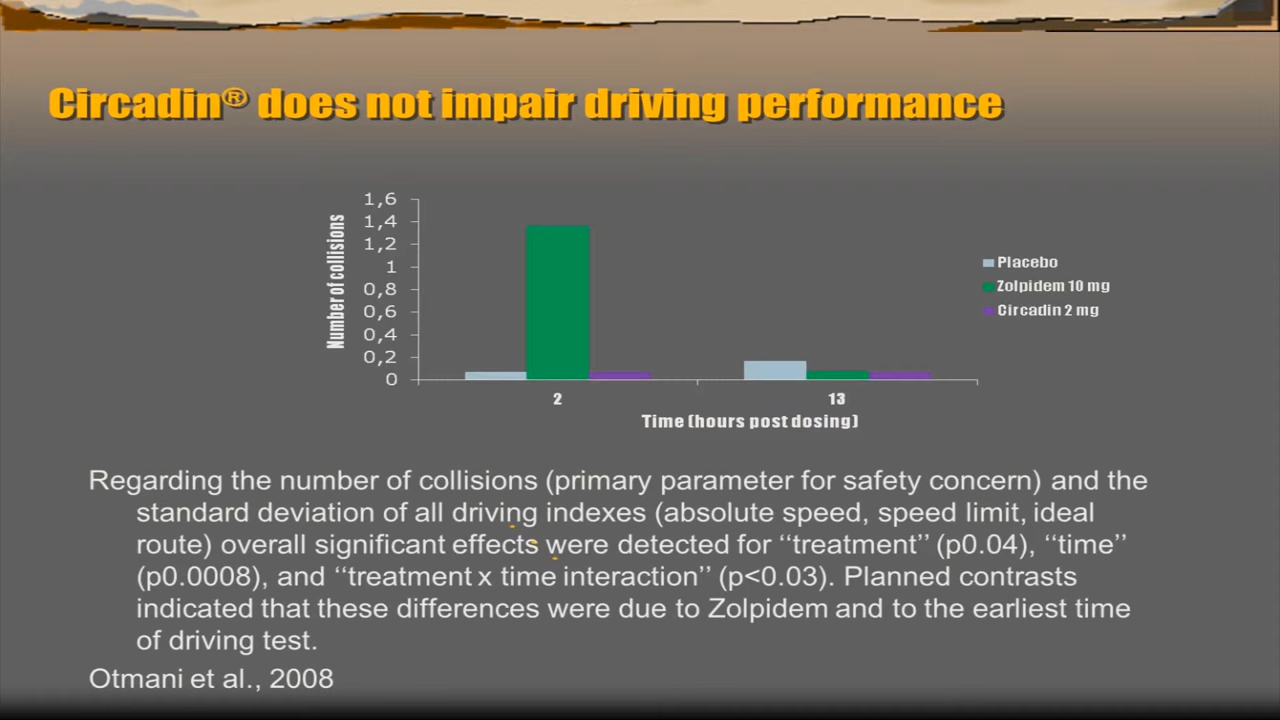 Circadin® does not impair driving performance
1,6
1,4
1,2
1
0,8
0,6
0,4
0,2
0
Number of collisions
2
13
Time (hours post dosing)
Placebo
Zolpidem 10 mg
Circadin 2 mg
Regarding the number of collisions (primary parameter for safety concern) and the
standard deviation of all driving indexes (absolute speed, speed limit, ideal
route) overall significant effects were detected for ‘‘treatment’’ (p0.04), ‘‘time’’
(p0.0008), and ‘‘treatment x time interaction’’ (p<0.03). Planned contrasts
indicated that these differences were due to Zolpidem and to the earliest time
of driving test.
Otmani et al., 2008